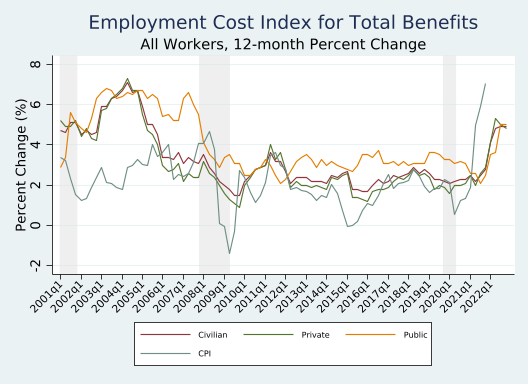 Employment Cost Index for Total Benefits
All Workers, 12-month Percent Change
Percent Change (%)
8
6
4
2
0
-2
2001q1
2002q1
2003q1
2004q1
2005q1
2006q1
2007q1
2008q1
2009q1
2010q1
2011q1
2012q1
2013q1
2014q1
2015q1
2016q1
2017q1
2018q1
2019q1
2020q1
2021q1
2022q1
Civilian
Private
Public
CPI